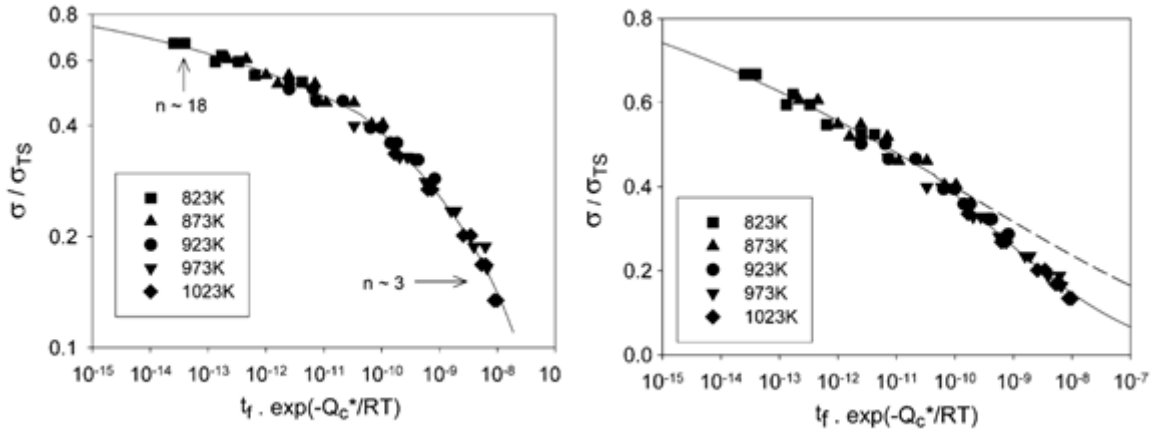 0.8
0.6
0.4
0.2
0.1
σ / σTS
n ~ 18
n ~ 3
823K
873K
923K
973K
1023K
10-15 10-14 10-13 10-12 10-11 10-10 10-9 10-8 10
tf . exp(-Qc*/RT)
0.8
0.6
0.4
0.2
0.0
σ / σTS
823K
873K
923K
973K
1023K
10-15 10-14 10-13 10-12 10-11 10-10 10-9 10-8 10-7
tf . exp(-Qc*/RT)